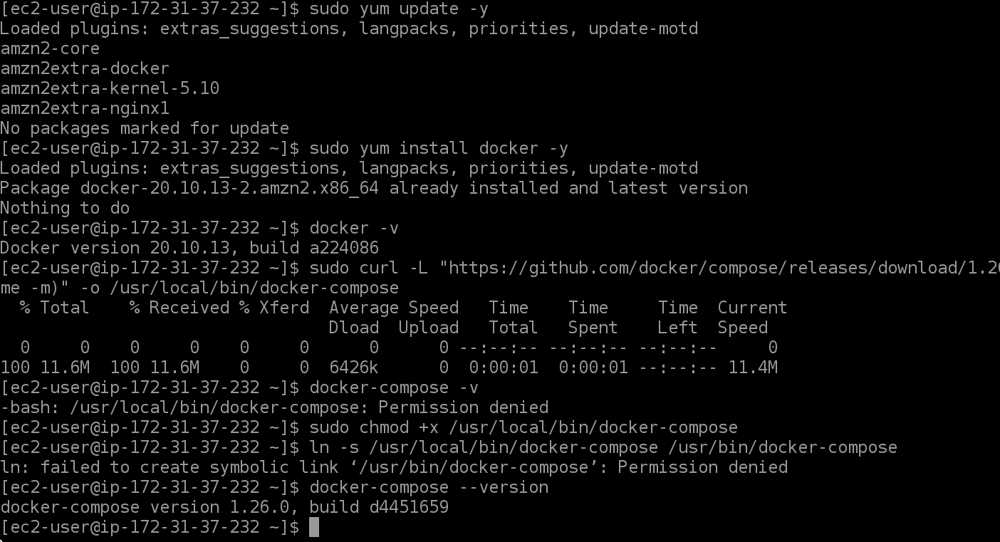 [ec2-user@ip-172-31-37-232 ~]$ sudo yum update -y
Loaded plugins: extras_suggestions, langpacks, priorities, update-motd
amzn2-core
amzn2extra-docker
amzn2extra-kernel-5.10
amzn2extra-nginx1
No packages marked for update
[ec2-user@ip-172-31-37-232 ~]$ sudo yum install docker -y
Loaded plugins: extras_suggestions, langpacks, priorities, update-motd
Package docker-20.10.13-2.amzn2.x86_64 already installed and latest version
Nothing to do
[ec2-user@ip-172-31-37-232 ~]$ docker -v
Docker version 20.10.13, build a224086
[ec2-user@ip-172-31-37-232 ~]$ sudo curl -L "https://github.com/docker/compose/releases/download/1.2
me -m)" -o /usr/local/bin/docker-compose
  % Total    % Received % Xferd  Average Speed   Time    Time     Time  Current
                                 Dload  Upload   Total   Spent    Left  Speed
  0     0    0     0    0     0      0      0 --:--:-- --:--:-- --:--:--     0
100 11.6M  100 11.6M    0     0  6426k      0  0:00:01  0:00:01 --:--:-- 11.4M
[ec2-user@ip-172-31-37-232 ~]$ docker-compose -v
-bash: /usr/local/bin/docker-compose: Permission denied
[ec2-user@ip-172-31-37-232 ~]$ sudo chmod +x /usr/local/bin/docker-compose
[ec2-user@ip-172-31-37-232 ~]$ ln -s /usr/local/bin/docker-compose /usr/bin/docker-compose
ln: failed to create symbolic link ‘/usr/bin/docker-compose’: Permission denied
[ec2-user@ip-172-31-37-232 ~]$ docker-compose --version
docker-compose version 1.26.0, build d4451659
[ec2-user@ip-172-31-37-232 ~]$